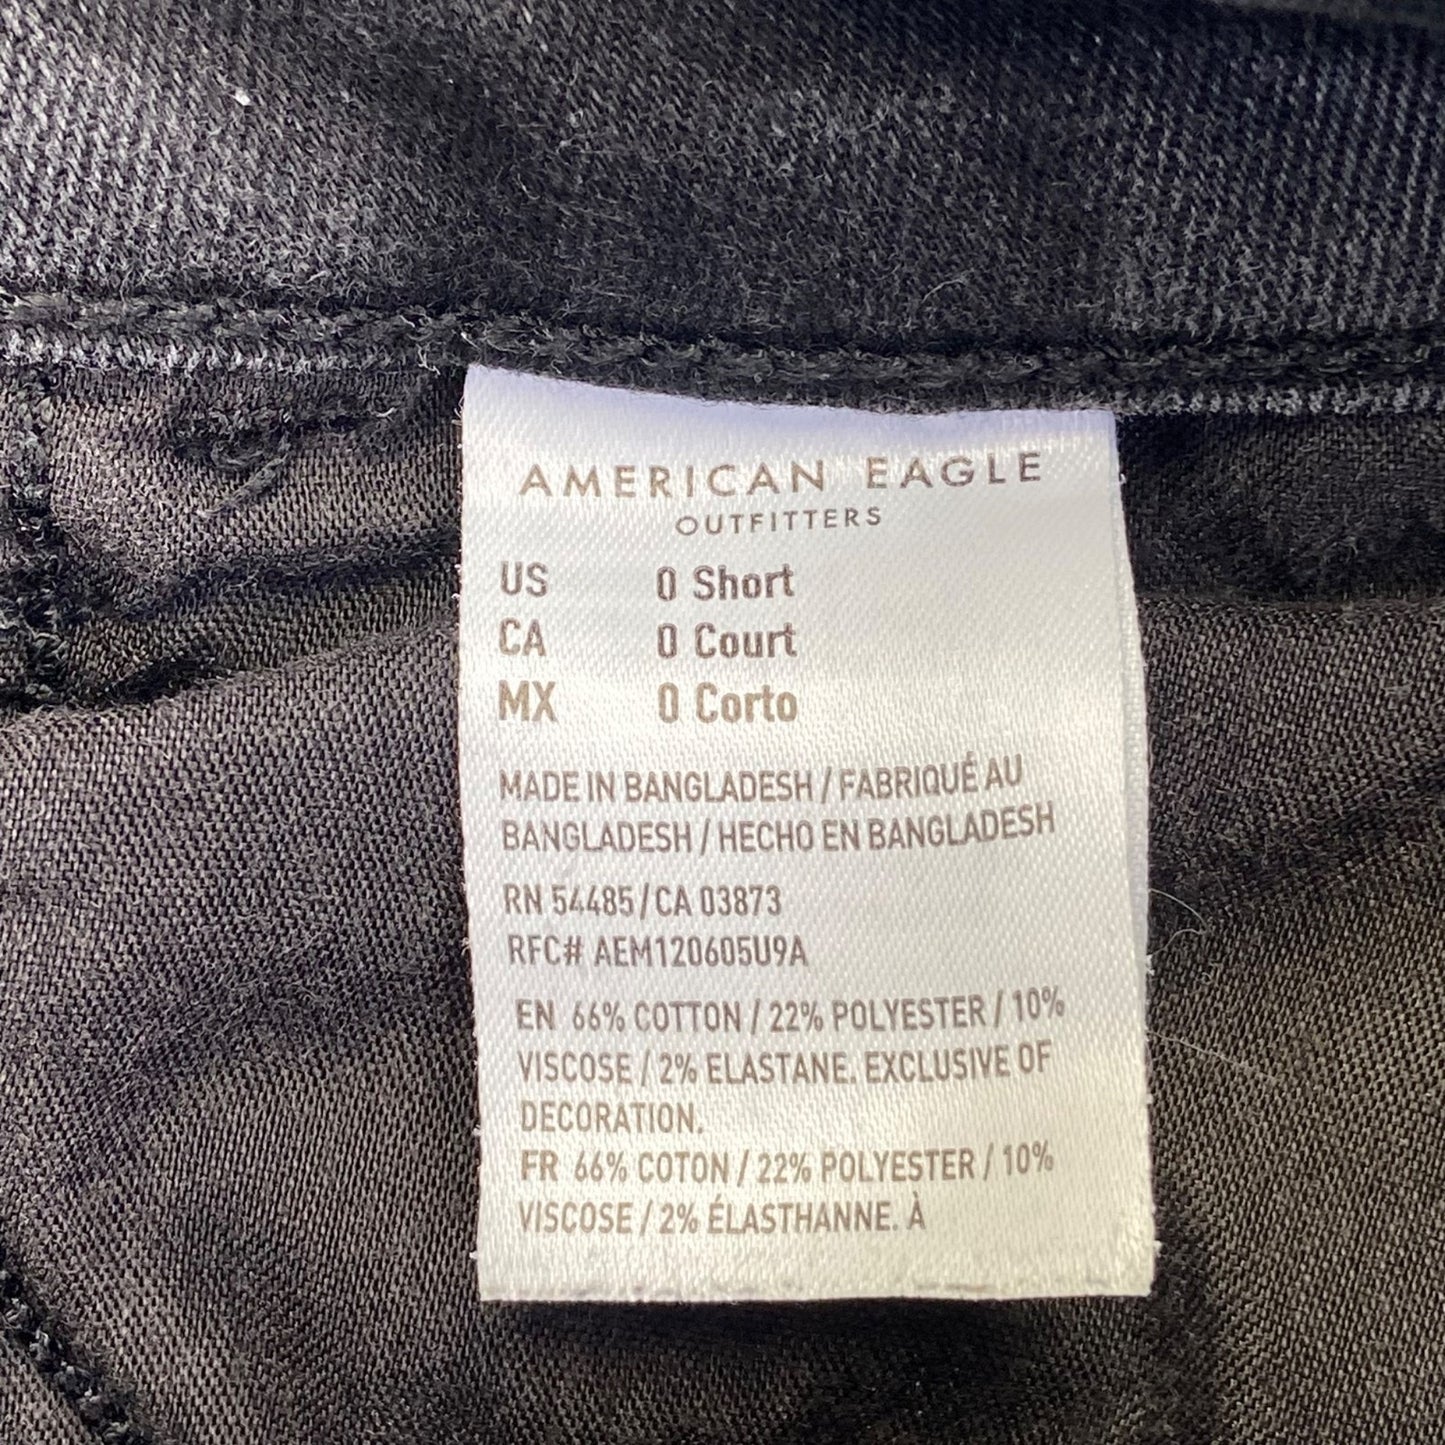 AMERICAN EAGLE
OUTFITTERS
US 0 Short
CA 0 Court
MX 0 Corto
MADE IN BANGLADESH / FABRIQUÉ AU
BANGLADESH / HECHO EN BANGLADESH
RN 54485 / CA 03873
RFC# AEM120605U9A
EN 66% COTTON / 22% POLYESTER / 10%
VISCOSE / 2% ELASTANE. EXCLUSIVE OF
DECORATION.
FR 66% COTON / 22% POLYESTER / 10%
VISCOSE / 2% ÉLASTHANNE. À